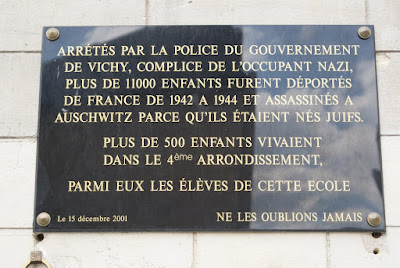 ARRÉTÉS PAR LA POLICE DU GOUVERNEMENT
DE VICHY, COMPLICE DE L'OCCUPANT NAZI,
PLUS DE 11000 ENFANTS FURENT DÉPORTÉS
DE FRANCE DE 1942 A 1944 ET ASSASSINÉS A
AUSCHWITZ PARCE QU'ILS ÉTAIENT NÉS JUIFS.
PLUS DE 500 ENFANTS VIVAIENT
DANS LE 4ème ARRONDISSEMENT,
PARMI EUX LES ÉLÈVES DE CETTE ECOLE
Le 15 décembre 2001 NE LES OUBLIONS JAMAIS